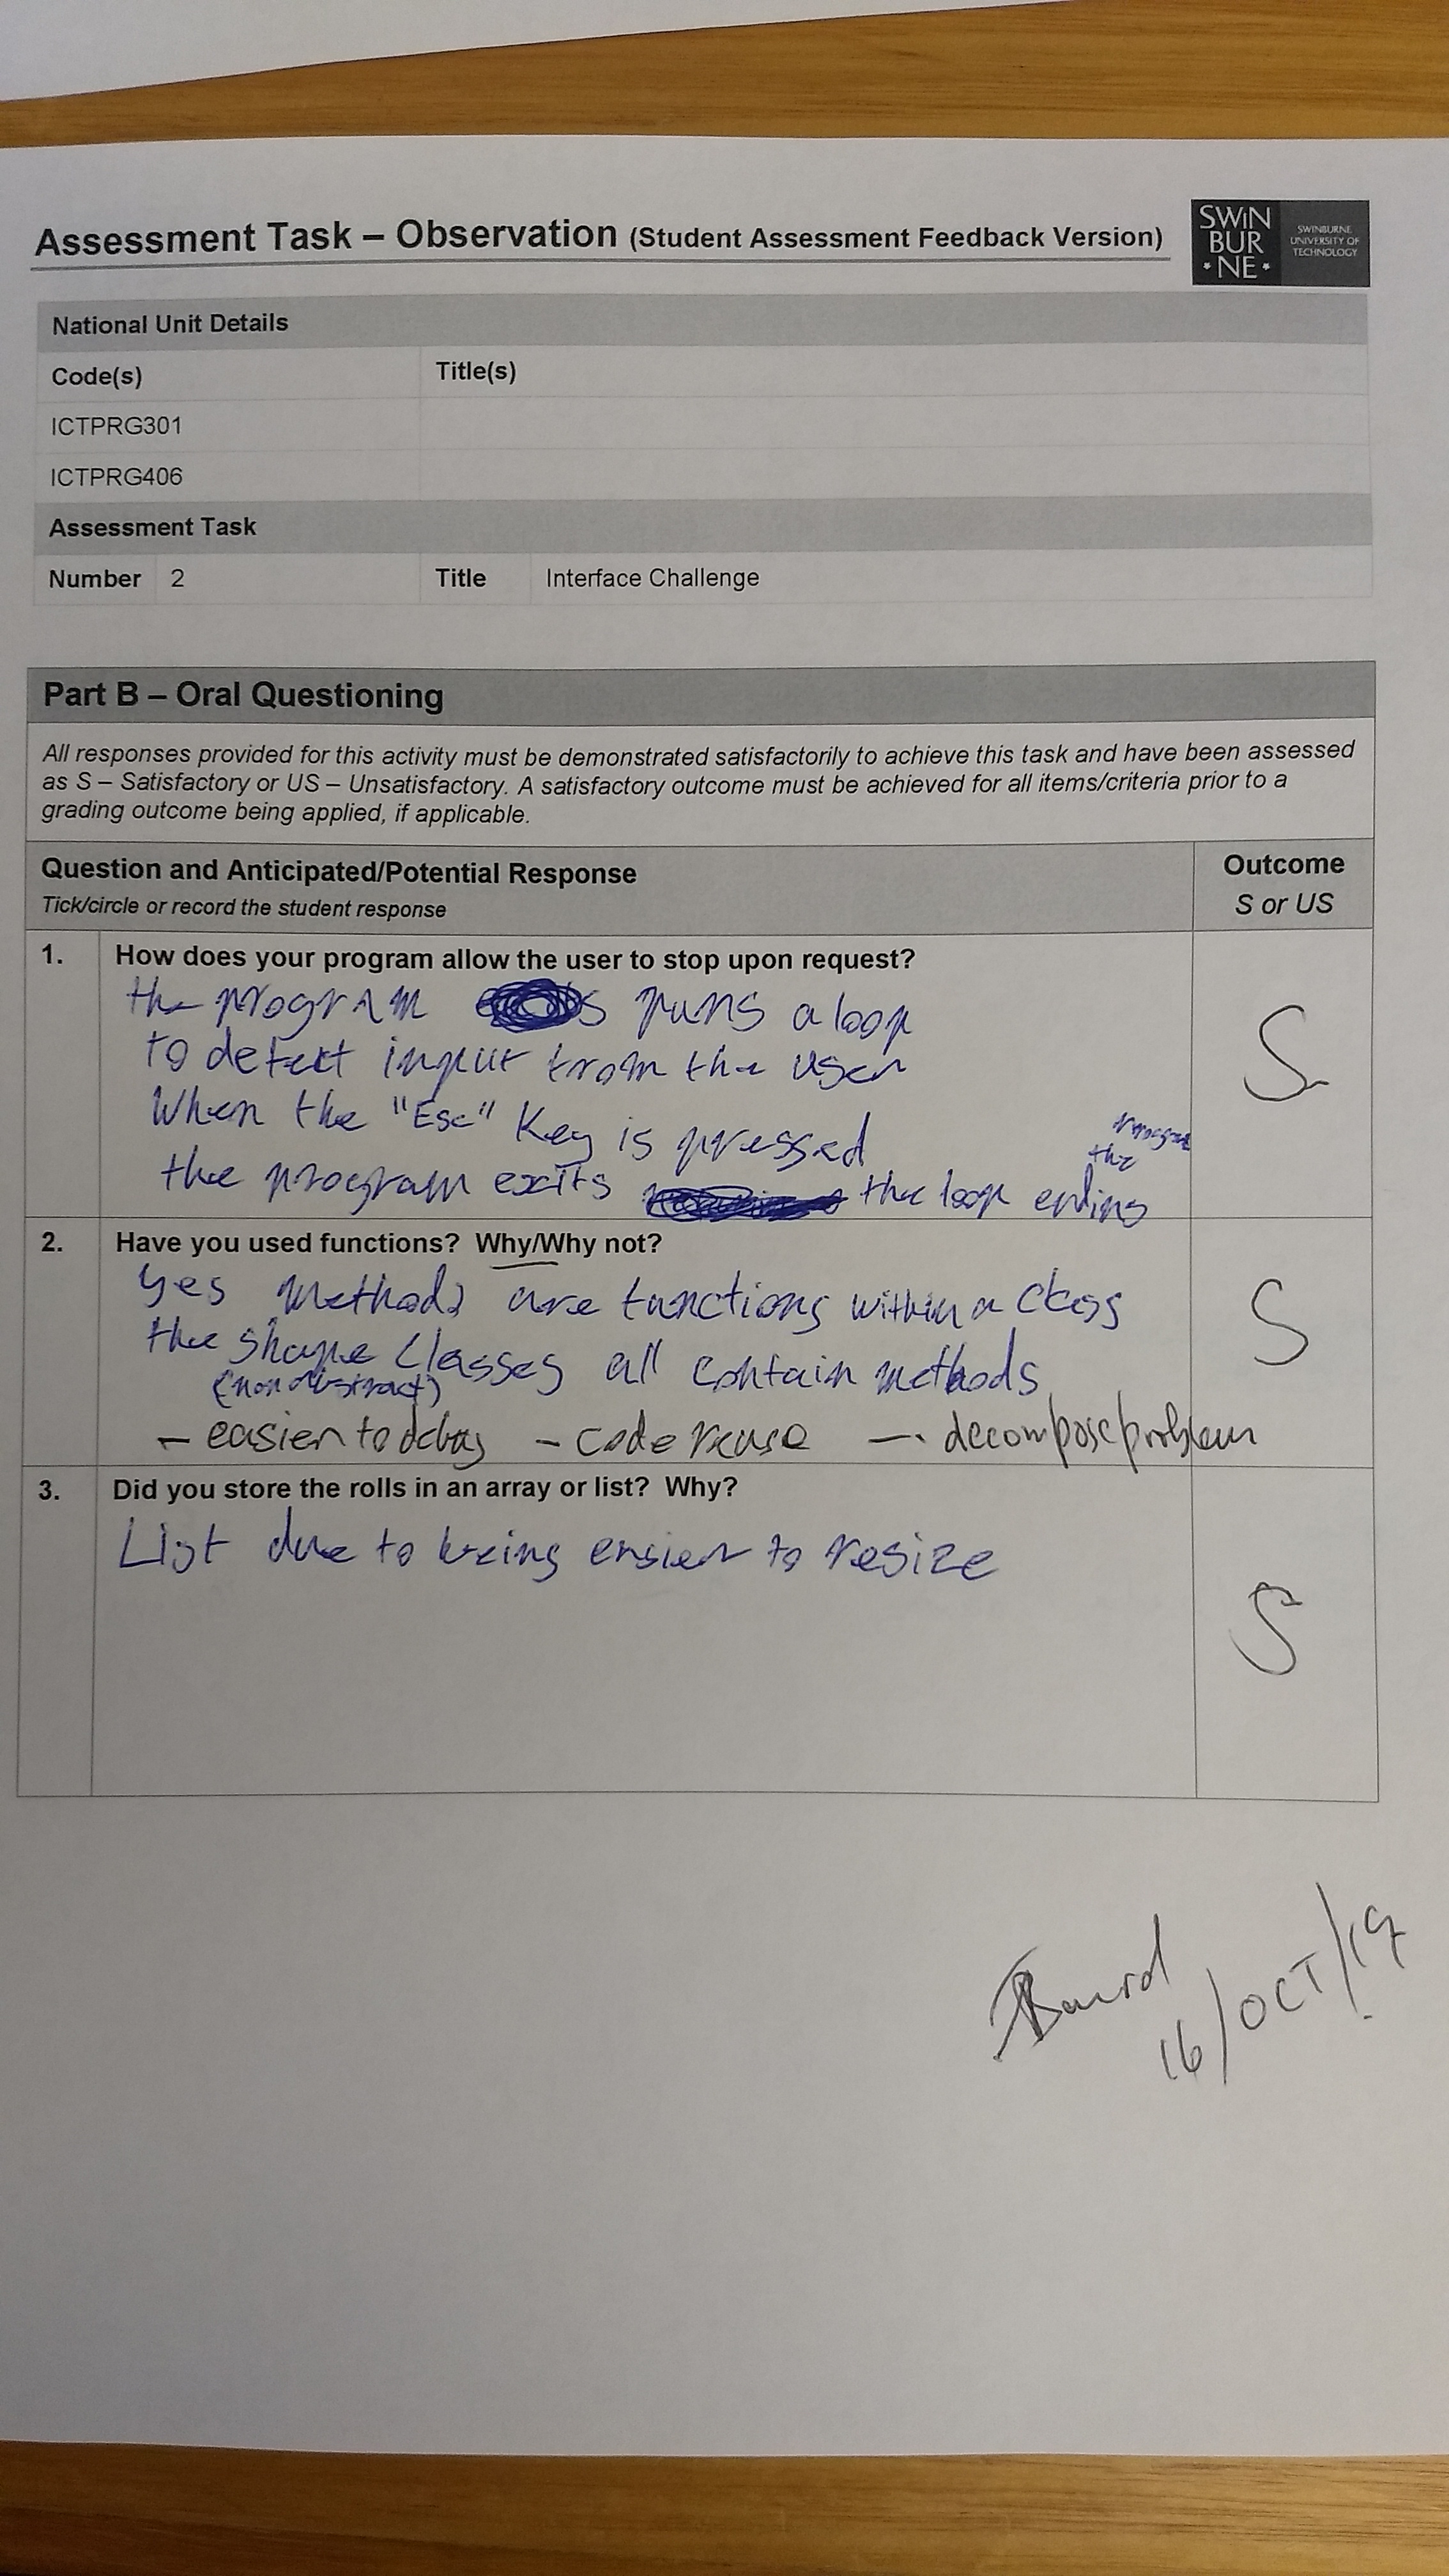 Assessment Task – Observation (Student Assessment Feedback Version)
SWiN
BUR
* NE *
SWINBURNE
UNIVERSITY OF
TECHNOLOGY
National Unit Details
Code(s) Title(s)
ICTPRG301
ICTPRG406
Assessment Task
Number 2 Title Interface Challenge
Part B – Oral Questioning
All responses provided for this activity must be demonstrated satisfactorily to achieve this task and have been assessed
as S – Satisfactory or US – Unsatisfactory. A satisfactory outcome must be achieved for all items/criteria prior to a
grading outcome being applied, if applicable.
Question and Anticipated/Potential Response Outcome
Tick/circle or record the student response S or US
1. How does your program allow the user to stop upon request?
the program runs a loop
to detect input from the user
When the "Esc" Key is pressed
the program exits the loop ending
the program
S
2. Have you used functions? Why/Why not?
yes methods are functions within a class
the shape classes all contain methods
(non abstract)
– easier to debug – code reuse – decompose problem
S
3. Did you store the rolls in an array or list? Why?
List due to being easier to resize
S
16/OCT/19